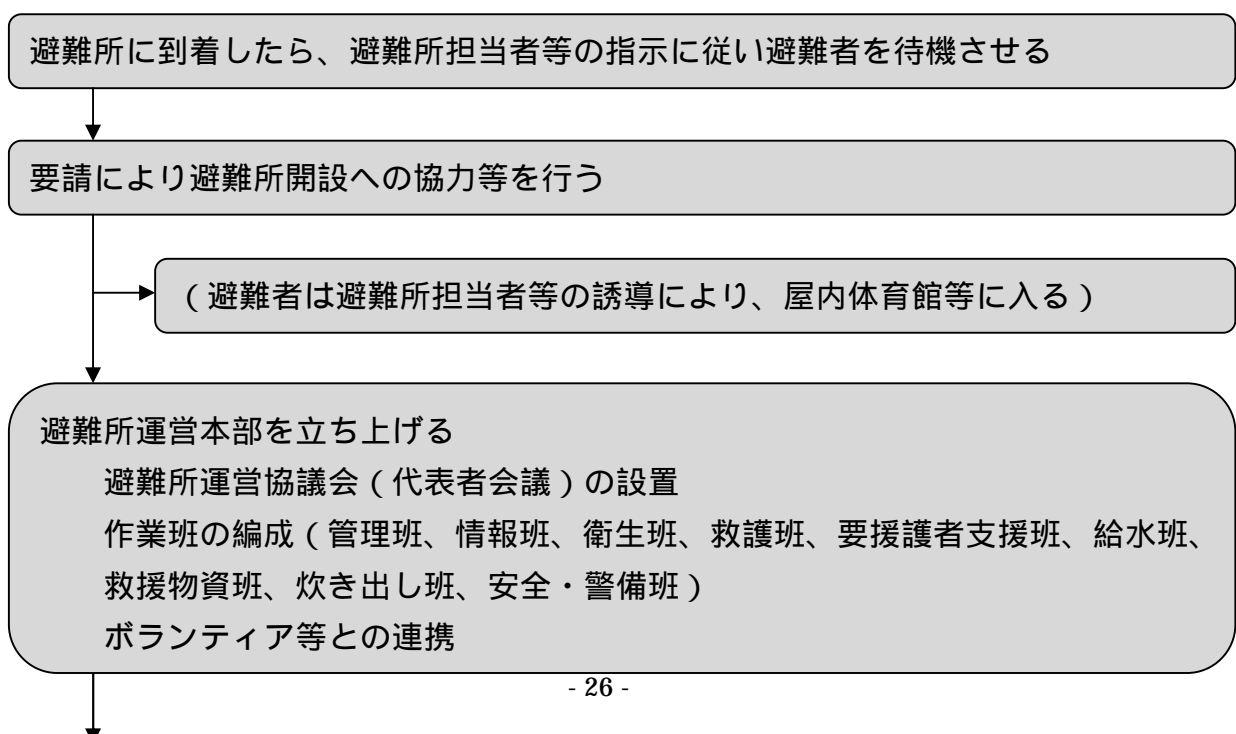 避難所に到着したら、避難所担当者等の指示に従い避難者を待機させる
要請により避難所開設への協力等を行う
(避難者は避難所担当者等の誘導により、屋内体育館等に入る)
避難所運営本部を立ち上げる
避難所運営協議会(代表者会議)の設置
作業班の編成(管理班、情報班、衛生班、救護班、要援護者支援班、給水班、
救援物資班、炊き出し班、安全・警備班)
ボランティア等との連携
- 26 -